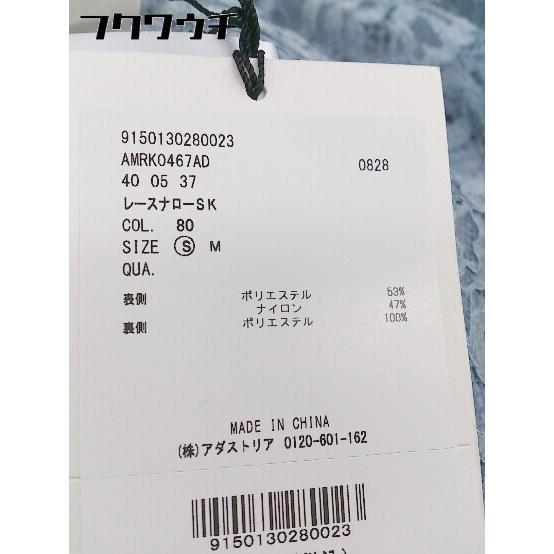 フクワウチ
9150130280023
AMRK0467AD 0828
40 05 37
レースナローSK
COL. 80
SIZE Ⓢ M
QUA.
表側 ポリエステル 53%
ナイロン 47%
裏側 ポリエステル 100%
MADE IN CHINA
(株)アダストリア 0120-601-162
9150130280023